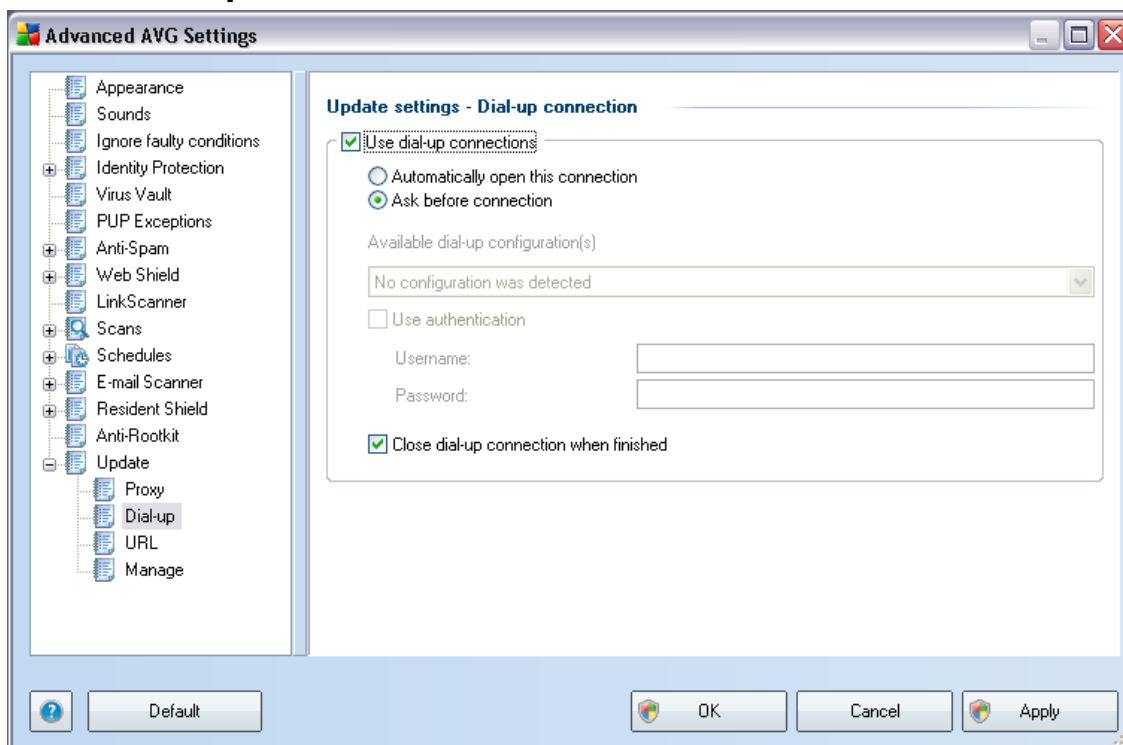 Advanced AVG Settings
Appearance
Sounds
Ignore faulty conditions
Identity Protection
Virus Vault
PUP Exceptions
Anti-Spam
Web Shield
LinkScanner
Scans
Schedules
E-mail Scanner
Resident Shield
Anti-Rootkit
Update
Proxy
Dial-up
URL
Manage
Update settings - Dial-up connection
Use dial-up connections
Automatically open this connection
Ask before connection
Available dial-up configuration(s)
No configuration was detected
Use authentication
Username:
Password:
Close dial-up connection when finished
Default
OK
Cancel
Apply